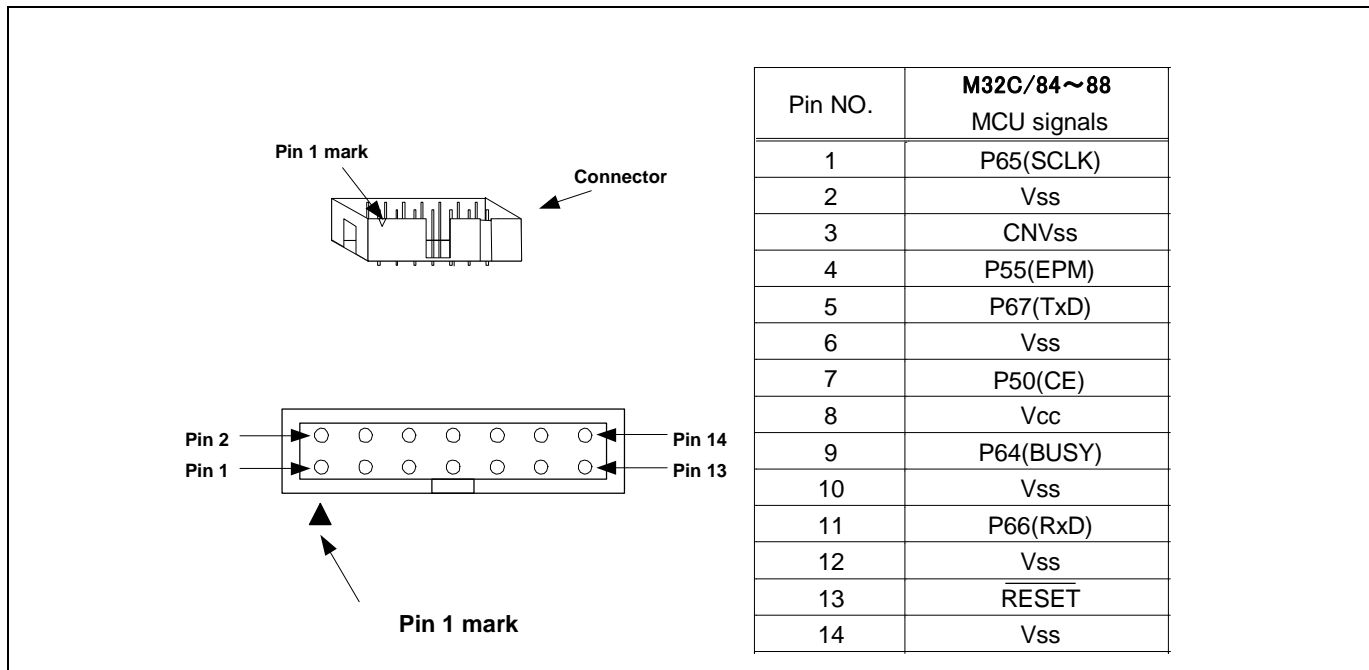 Pin 1 mark
Connector
Pin 2
Pin 14
Pin 1
Pin 13
Pin 1 mark
Pin NO. M32C/84～88
MCU signals
1 P65(SCLK)
2 Vss
3 CNVss
4 P55(EPM)
5 P67(TxD)
6 Vss
7 P50(CE)
8 Vcc
9 P64(BUSY)
10 Vss
11 P66(RxD)
12 Vss
13 RESET
14 Vss